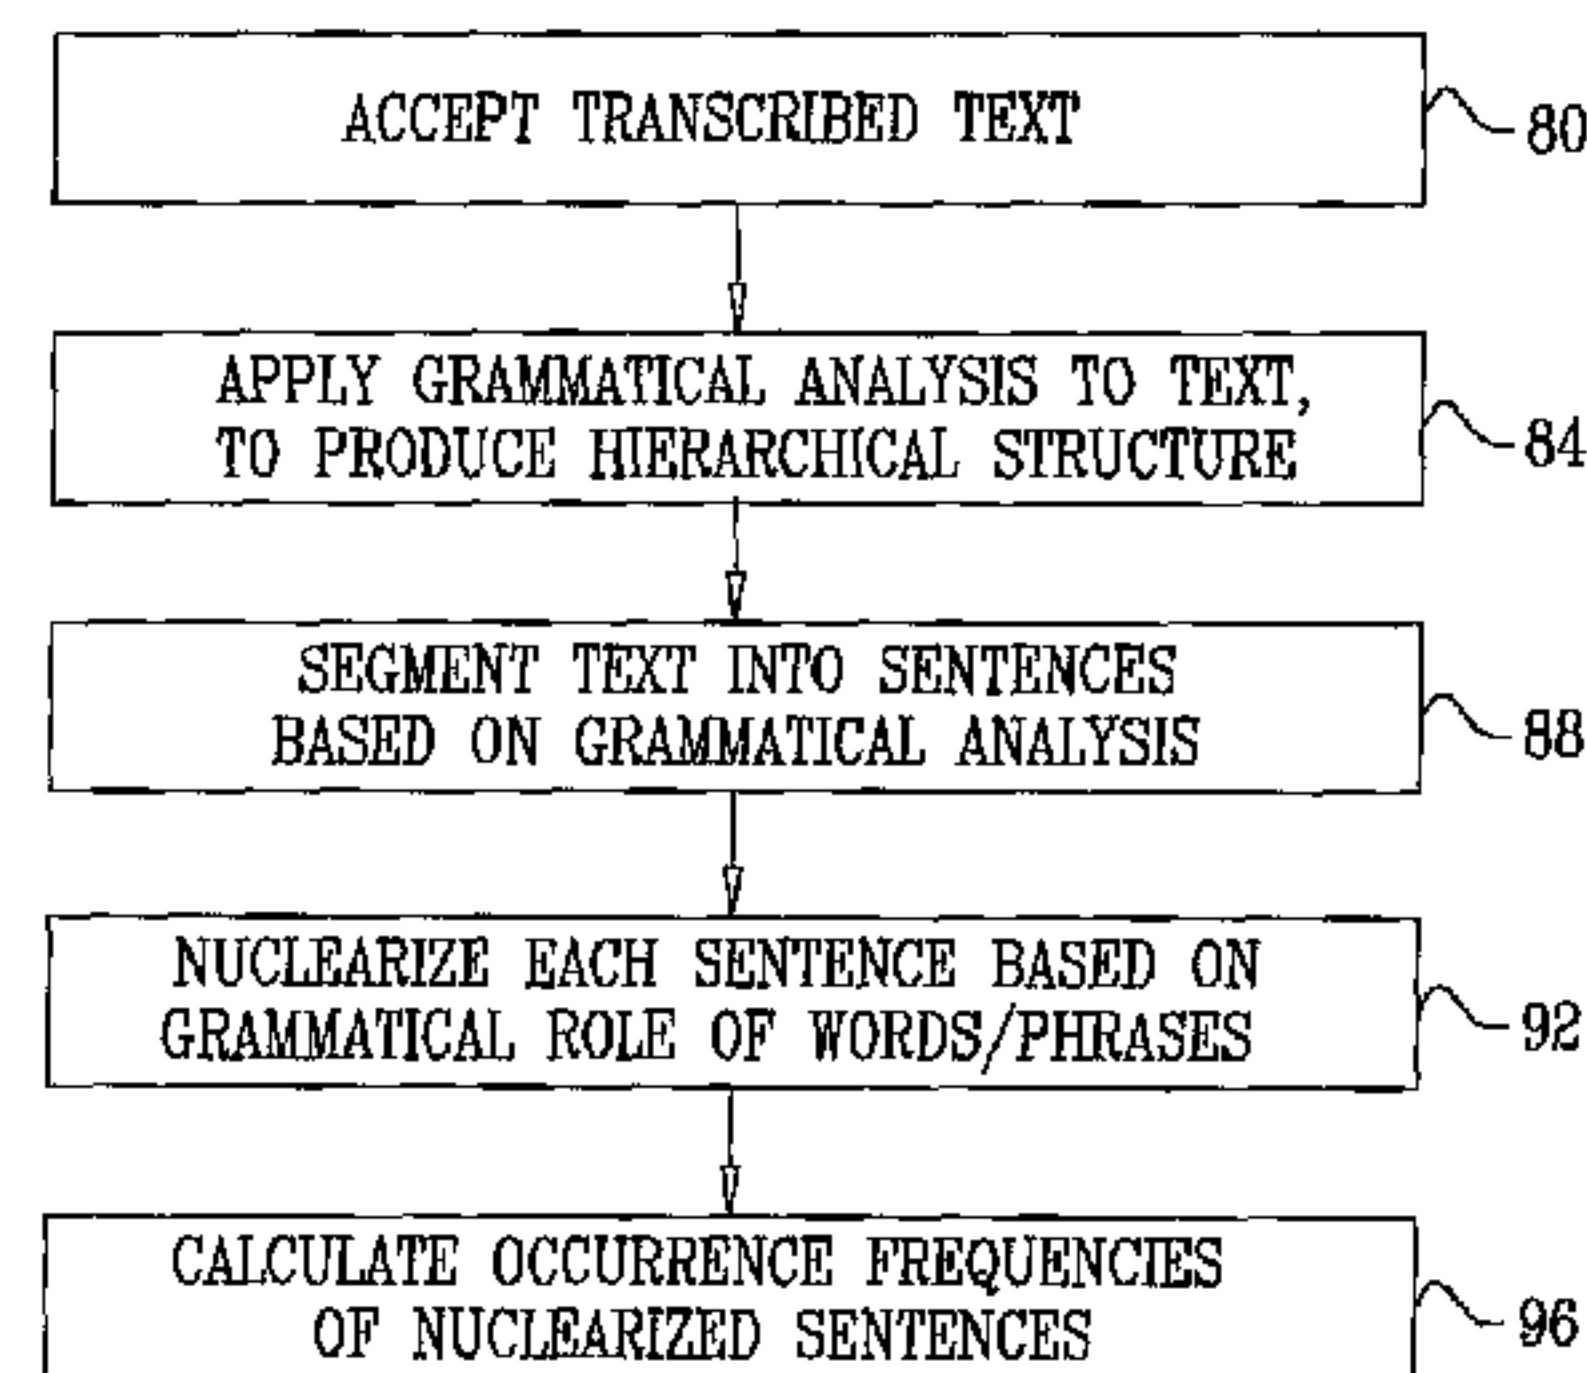 ACCEPT TRANSCRIBED TEXT
80
APPLY GRAMMATICAL ANALYSIS TO TEXT,
TO PRODUCE HIERARCHICAL STRUCTURE
84
SEGMENT TEXT INTO SENTENCES
BASED ON GRAMMATICAL ANALYSIS
88
NUCLEARIZE EACH SENTENCE BASED ON
GRAMMATICAL ROLE OF WORDS/PHRASES
92
CALCULATE OCCURRENCE FREQUENCIES
OF NUCLEARIZED SENTENCES
96